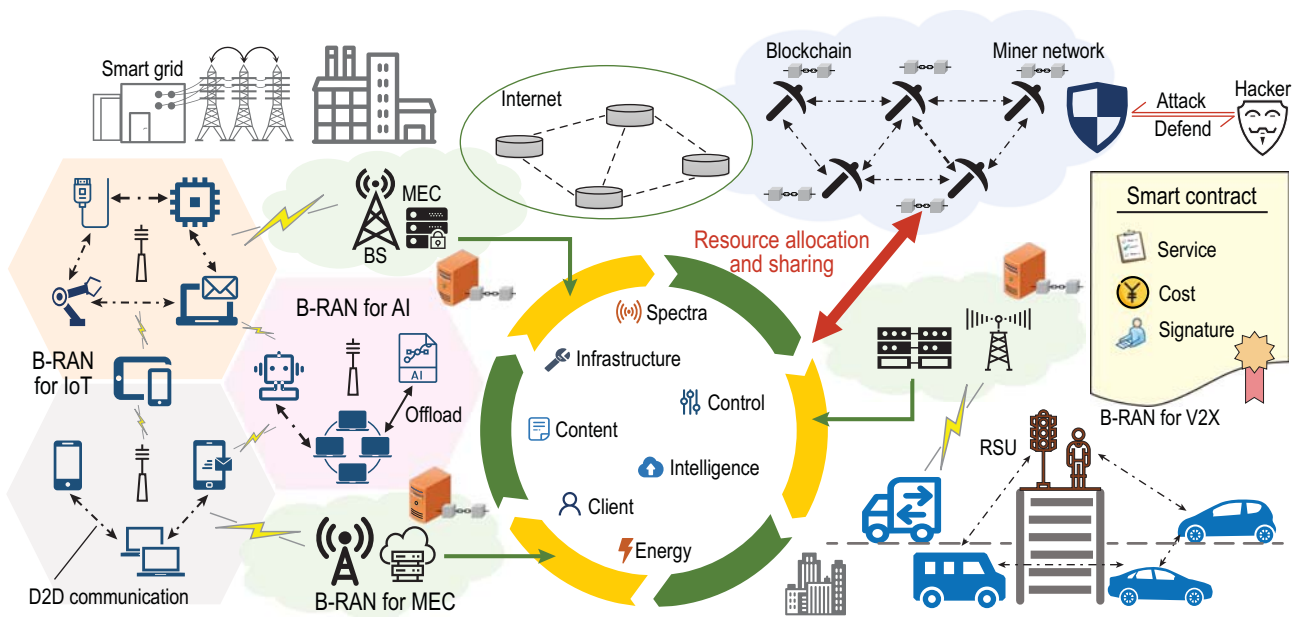 Smart grid
Internet
Blockchain
Miner network
Attack
Defend
Hacker
MEC
BS
Resource allocation
and sharing
Smart contract
Service
Cost
¥
Signature
B-RAN for AI
B-RAN
for IoT
AI
Offload
Spectra
Infrastructure
Control
Content
Intelligence
Client
Energy
B-RAN for V2X
RSU
D2D communication
B-RAN for MEC